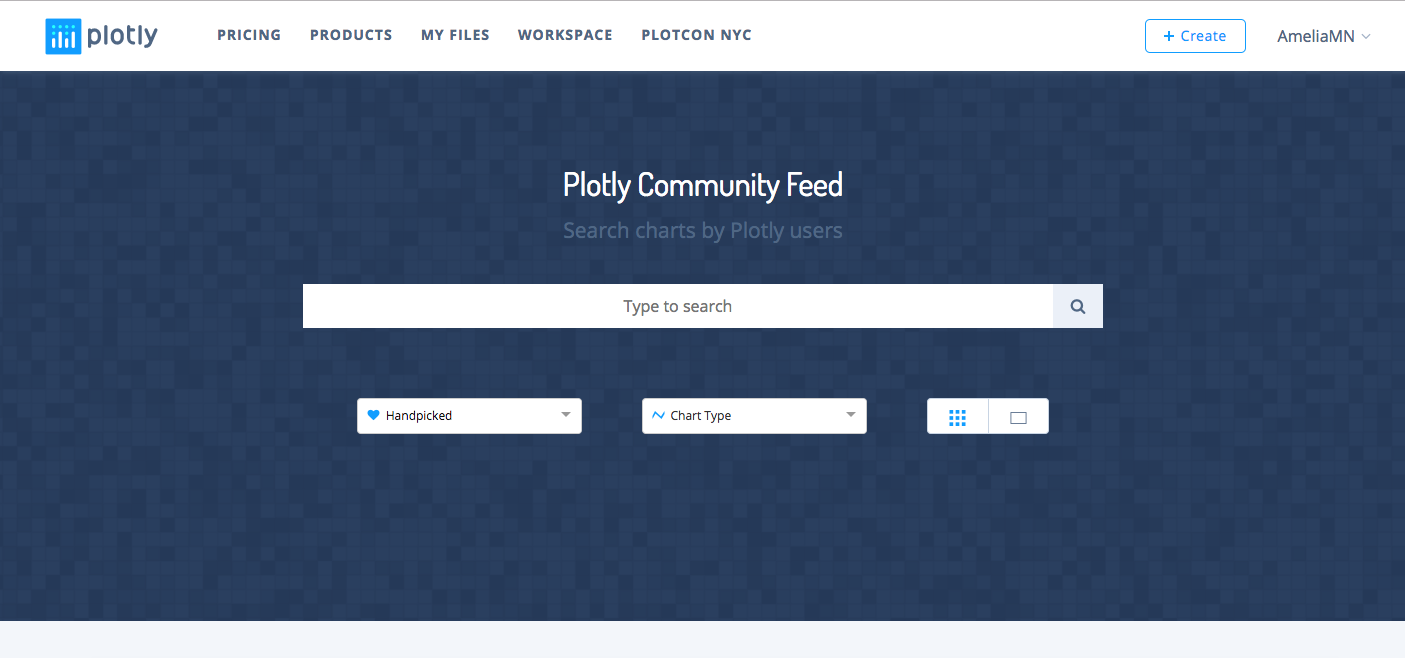 plotly PRICING PRODUCTS MY FILES WORKSPACE PLOTCON NYC + Create AmeliaMN
Plotly Community Feed
Search charts by Plotly users
Type to search
Handpicked Chart Type